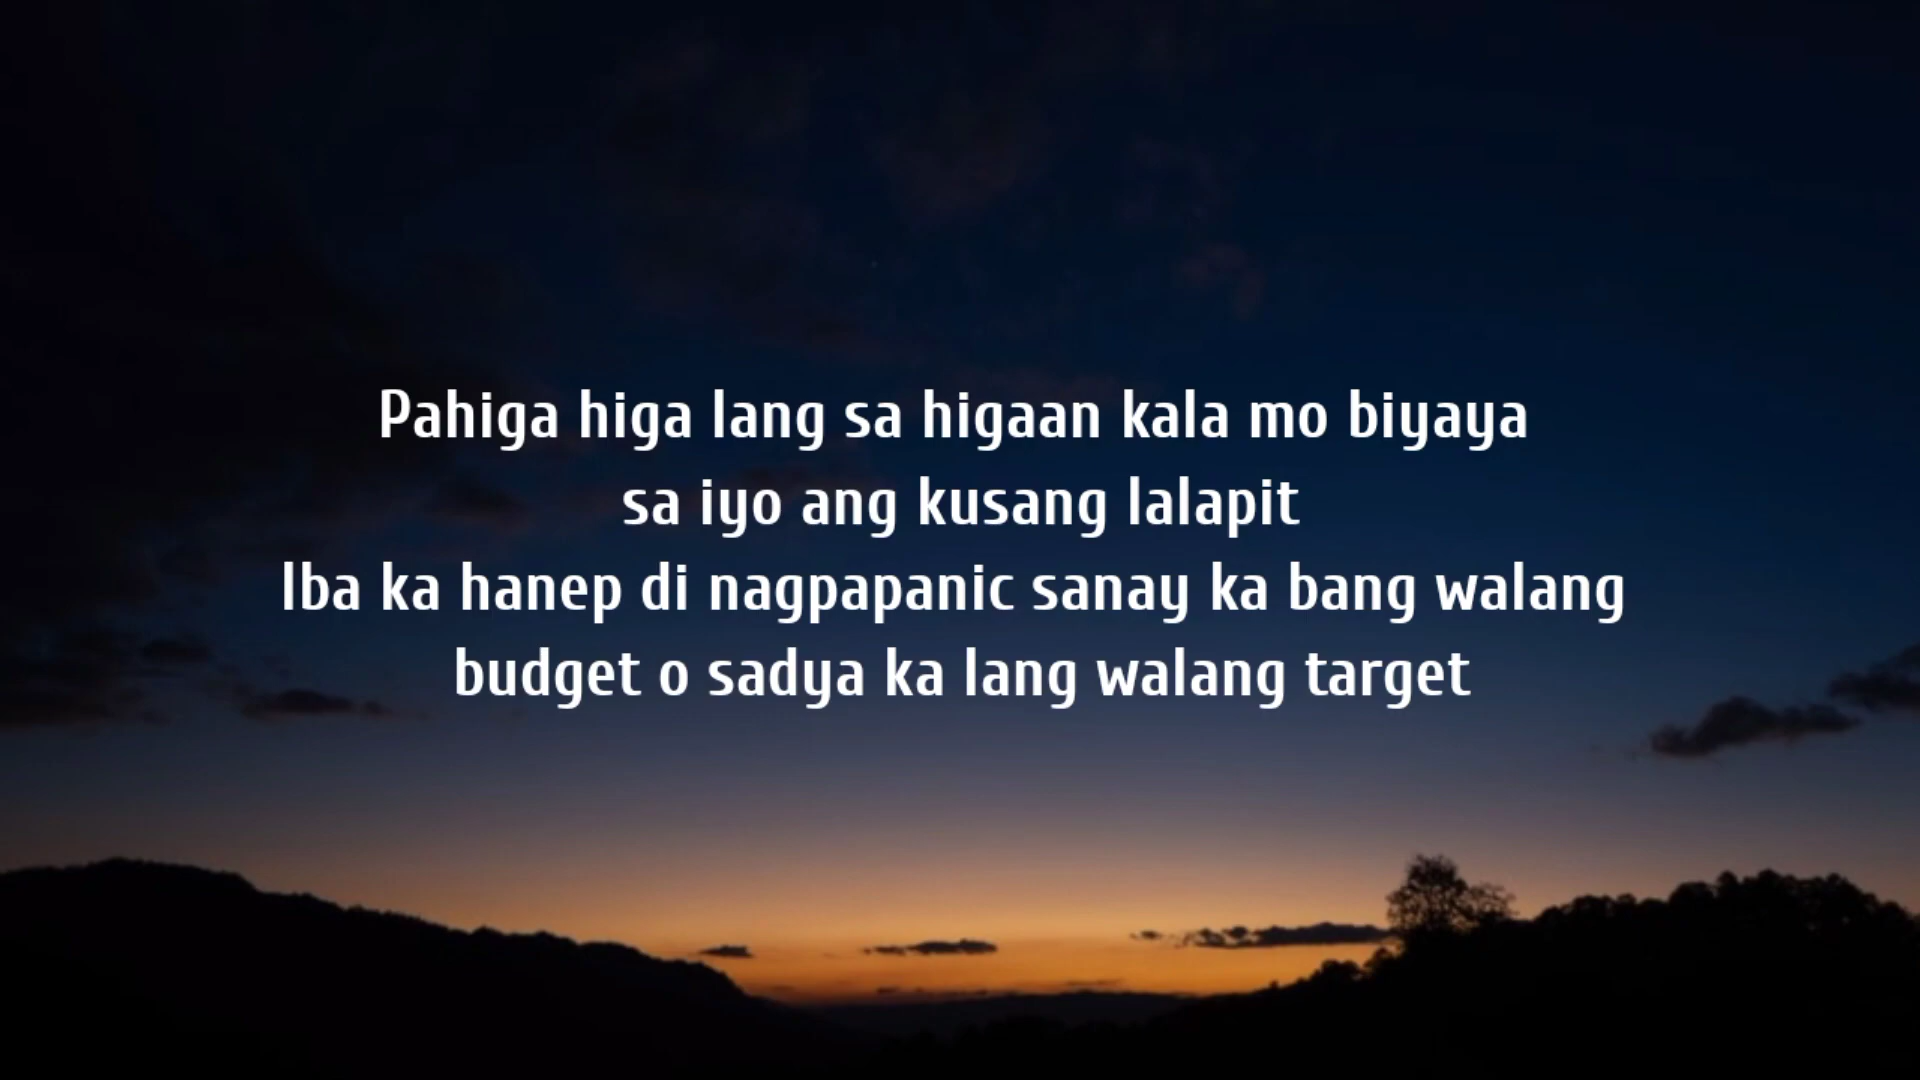 Pahiga higa lang sa higaan kala mo biyaya
sa iyo ang kusang lalapit
Iba ka hanep di nagpapanic sanay ka bang walang
budget o sadya ka lang walang target